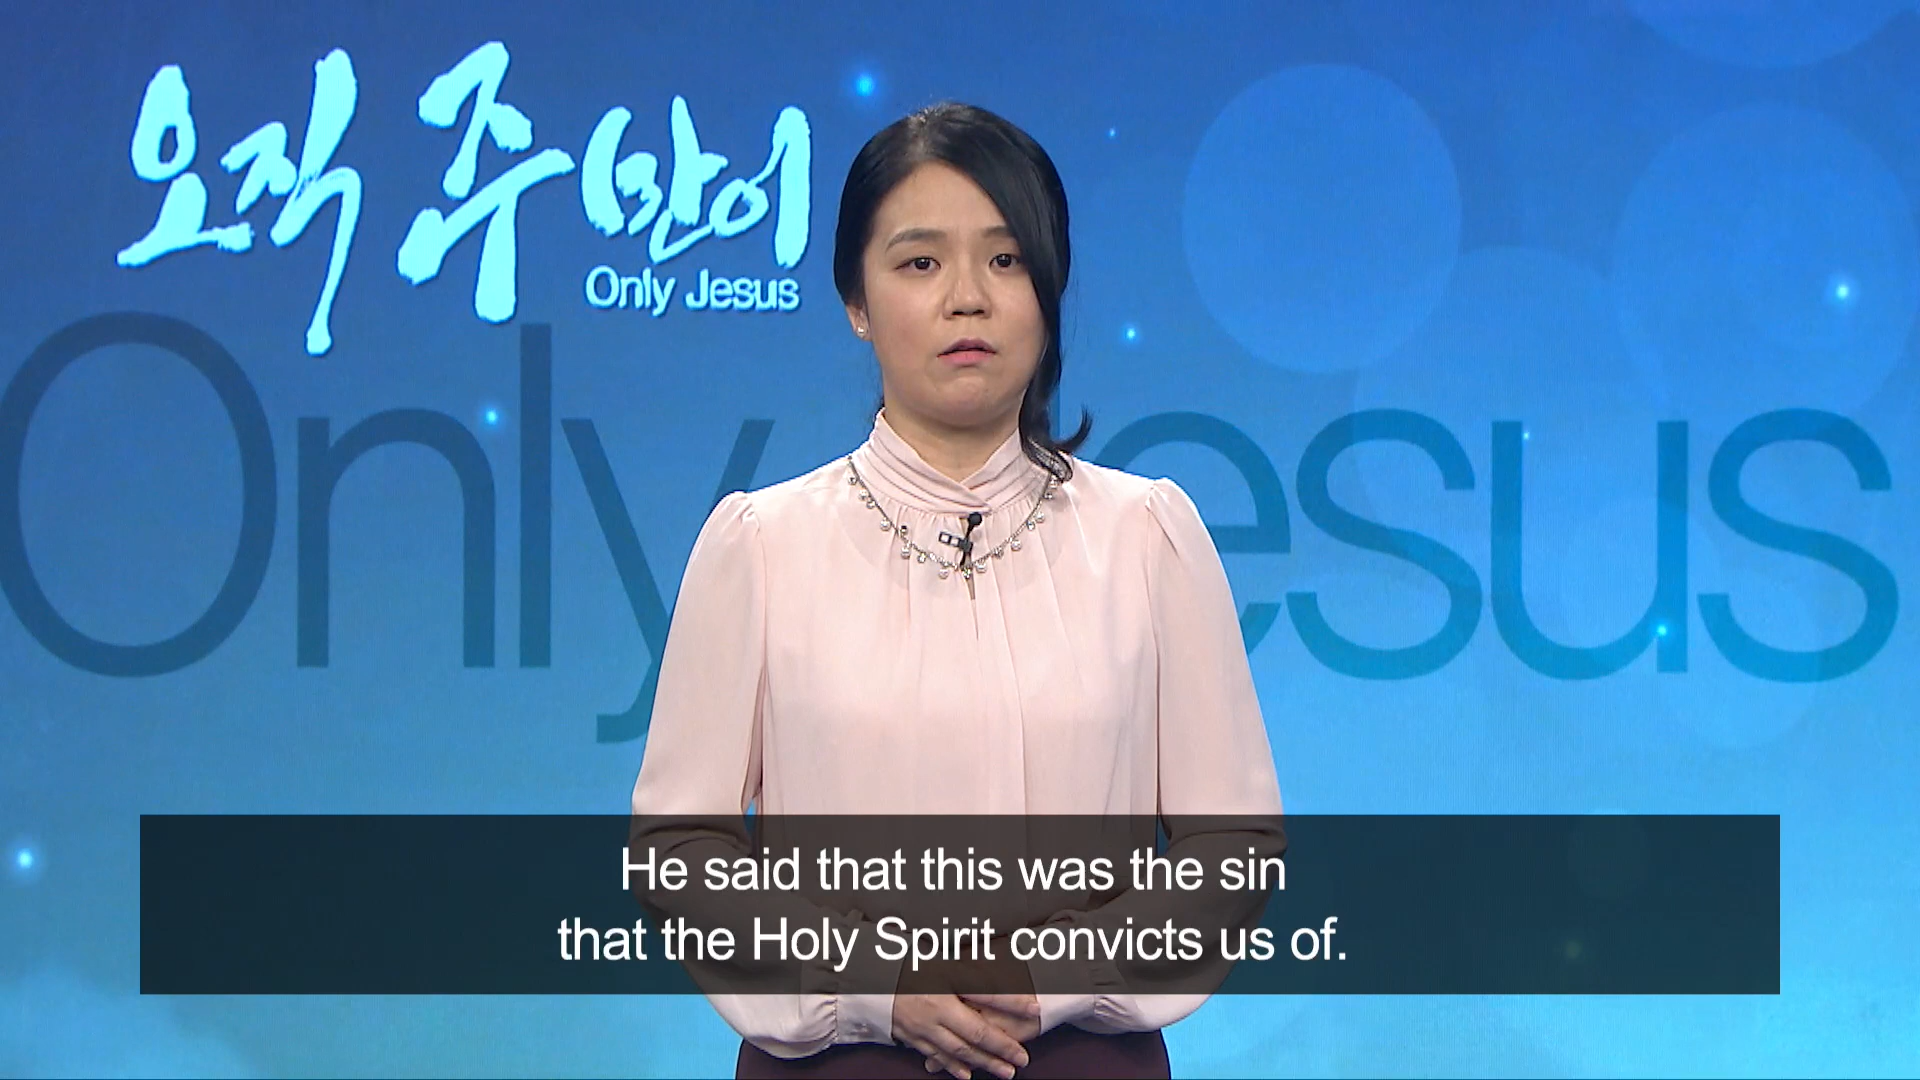 오직 주 만이
Only Jesus
Only Jesus
He said that this was the sin
that the Holy Spirit convicts us of.